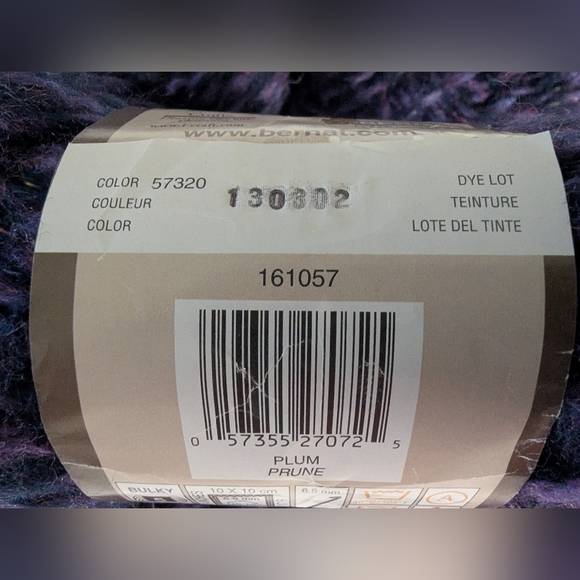 www.bernat.com
COLOR 57320
COULEUR
COLOR
130302
DYE LOT
TEINTURE
LOTE DEL TINTE
161057
0 57355 27072 5
PLUM
PRUNE
BULKY 10 X 10 cm 6.5 mm